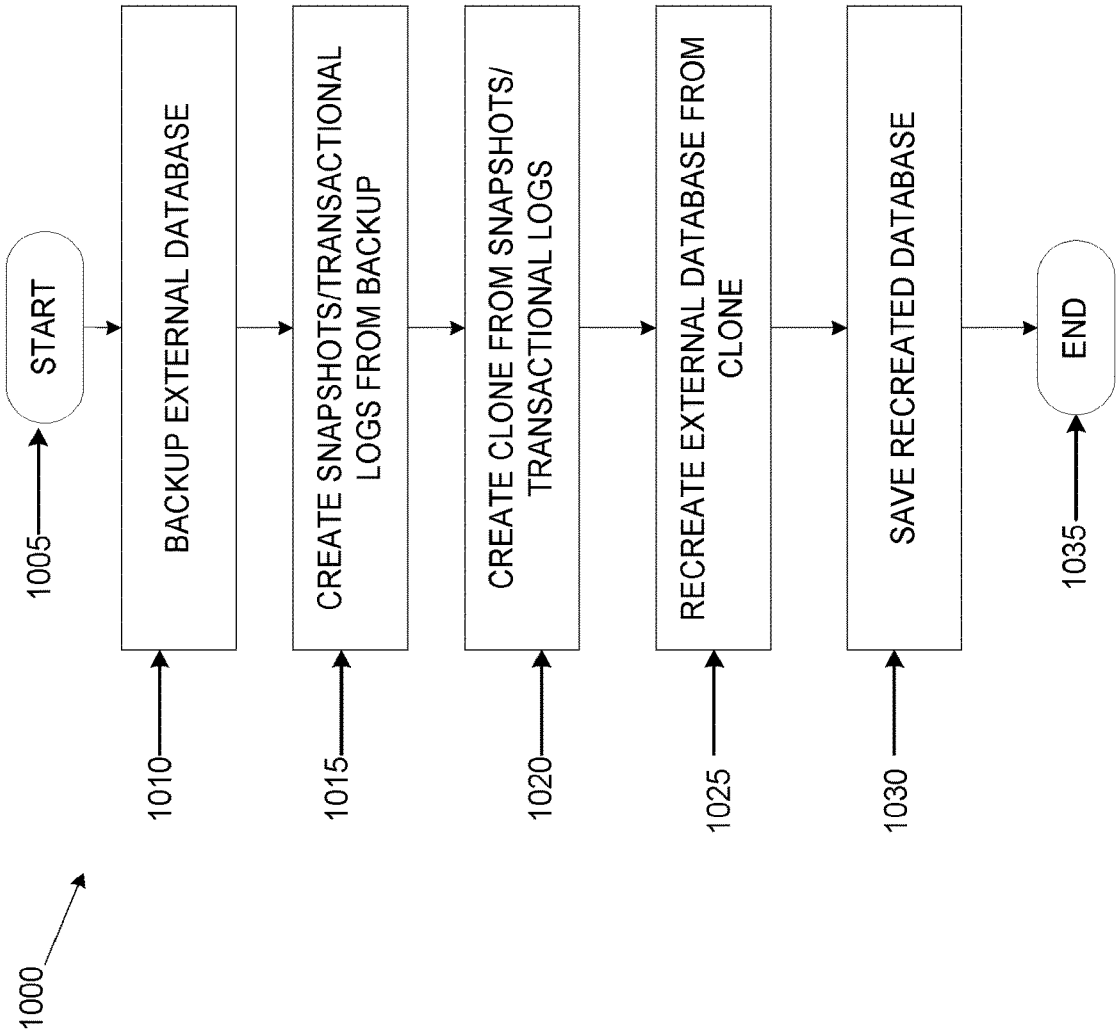 1000
1005
START
1010
BACKUP EXTERNAL DATABASE
1015
CREATE SNAPSHOTS/TRANSACTIONAL
LOGS FROM BACKUP
1020
CREATE CLONE FROM SNAPSHOTS/
TRANSACTIONAL LOGS
1025
RECREATE EXTERNAL DATABASE FROM
CLONE
1030
SAVE RECREATED DATABASE
1035
END